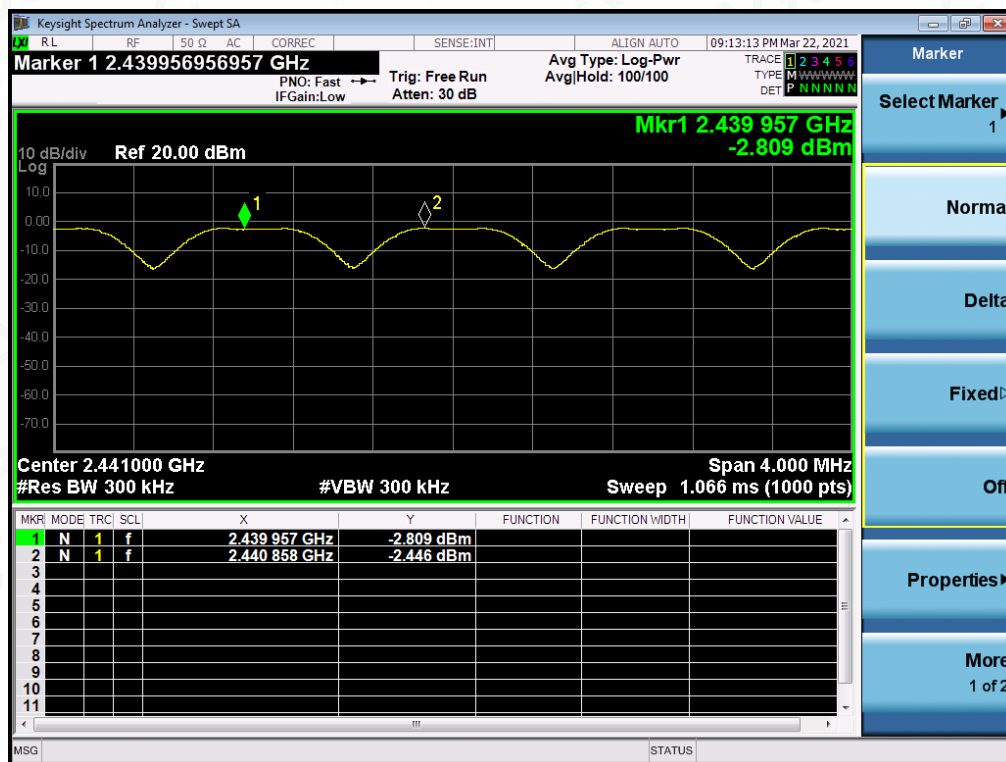 Keysight Spectrum Analyzer - Swept SA
LXI RL RF 50 Ω AC CORREC SENSE:INT ALIGN AUTO 09:13:13 PM Mar 22, 2021
Marker 1 2.439956956957 GHz
PNO: Fast
IFGain:Low
Trig: Free Run
Atten: 30 dB
Avg Type: Log-Pwr
Avg|Hold: 100/100
TRACE 1 2 3 4 5 6
TYPE M WWWWW
DET P N N N N N
Mkr1 2.439 957 GHz
-2.809 dBm
10 dB/div Ref 20.00 dBm
Log
10.0
0.00
-10.0
-20.0
-30.0
-40.0
-50.0
-60.0
-70.0
1
2
Center 2.441000 GHz Span 4.000 MHz
#Res BW 300 kHz #VBW 300 kHz Sweep 1.066 ms (1000 pts)
MKR MODE TRC SCL X Y FUNCTION FUNCTION WIDTH FUNCTION VALUE
1 N 1 f 2.439 957 GHz -2.809 dBm
2 N 1 f 2.440 858 GHz -2.446 dBm
3
4
5
6
7
8
9
10
11
MSG STATUS
Marker
Select Marker
1
Norma
Delta
Fixed
Off
Properties
More
1 of 2